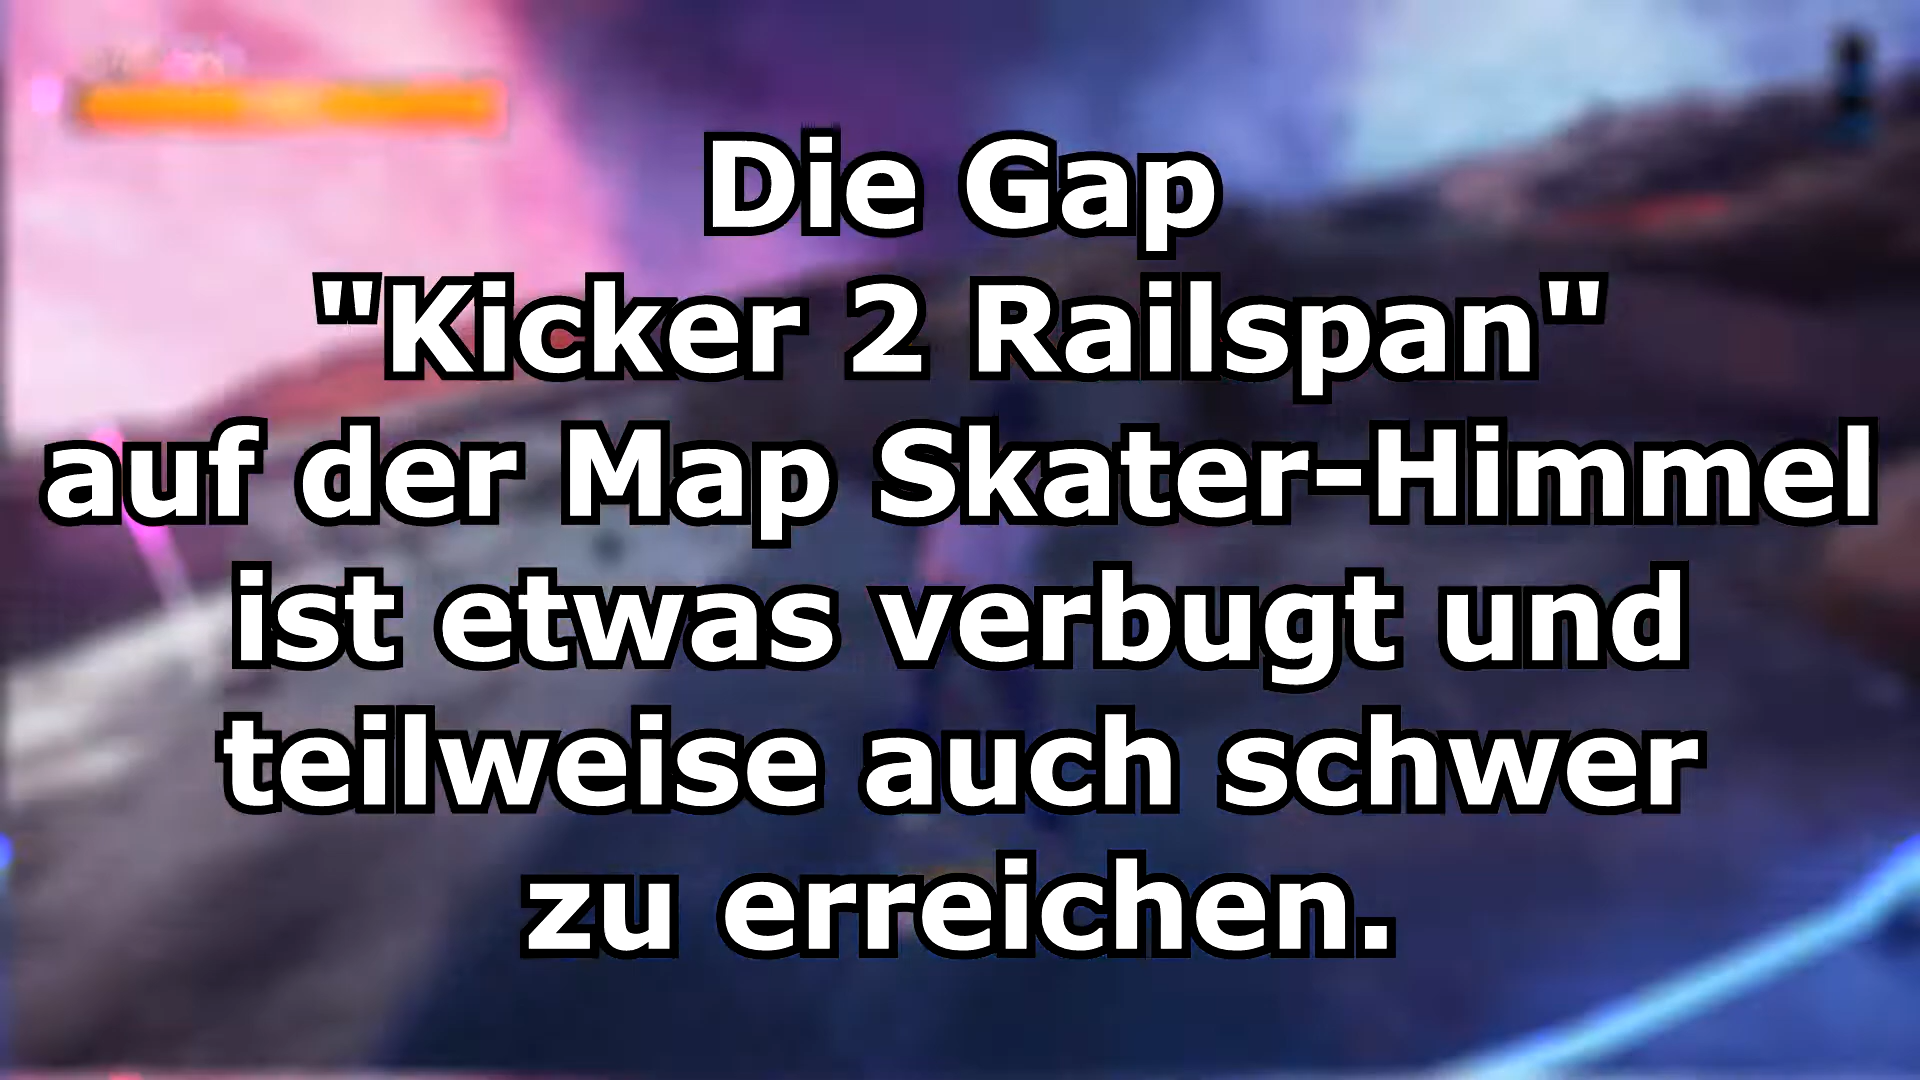 Die Gap
"Kicker 2 Railspan"
auf der Map Skater-Himmel
ist etwas verbugt und
teilweise auch schwer
zu erreichen.